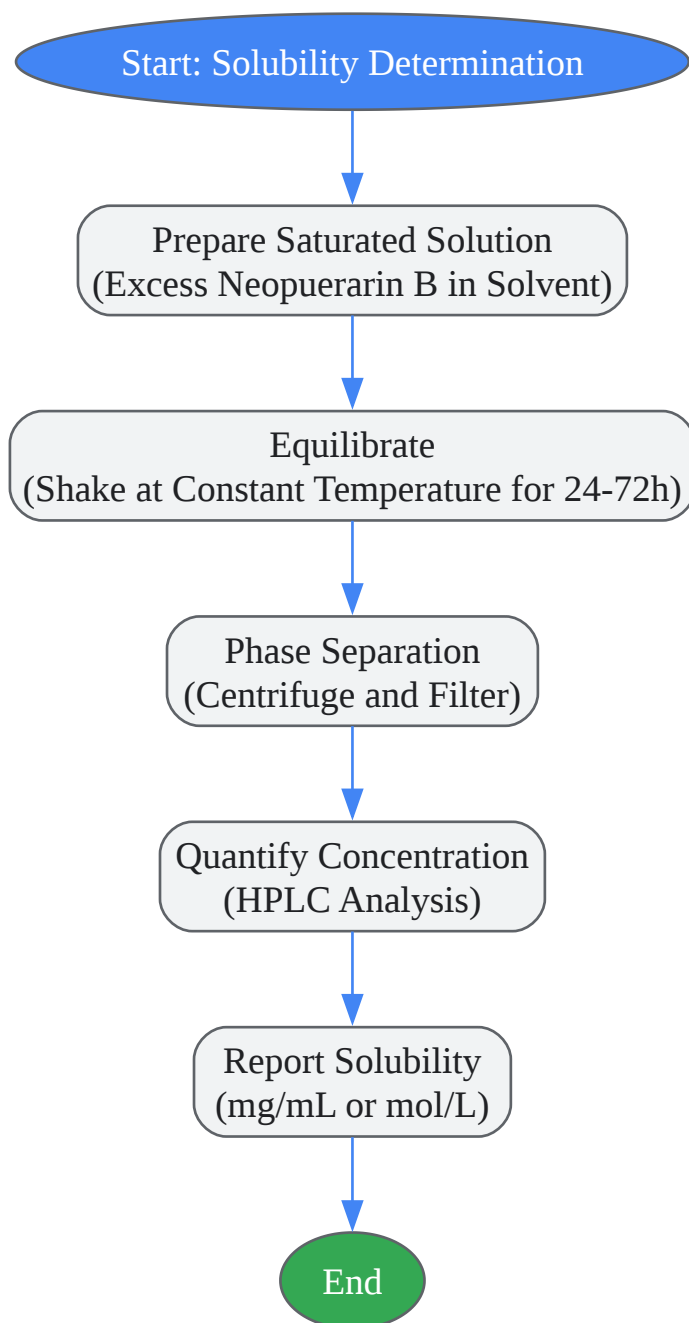 Start: Solubility Determination
Prepare Saturated Solution
(Excess Neopuerarin B in Solvent)
Equilibrate
(Shake at Constant Temperature for 24-72h)
Phase Separation
(Centrifuge and Filter)
Quantify Concentration
(HPLC Analysis)
Report Solubility
(mg/mL or mol/L)
End